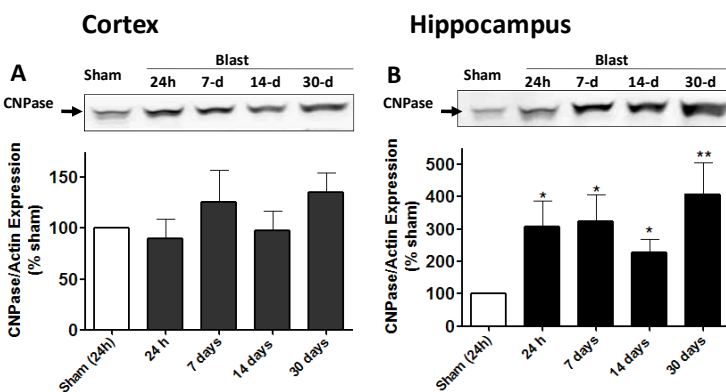 Cortex
A
Sham
Blast
24h 7-d 14-d 30-d
CNPase
CNPase/Actin Expression
(% sham)
150
100
50
0
Sham (24h) 24 h 7 days 14 days 30 days
Hippocampus
B
Sham
Blast
24h 7-d 14-d 30-d
CNPase
CNPase/Actin Expression
(% sham)
500
400
300
200
100
0
* * * **
Sham (24h) 24 h 7 days 14 days 30 days